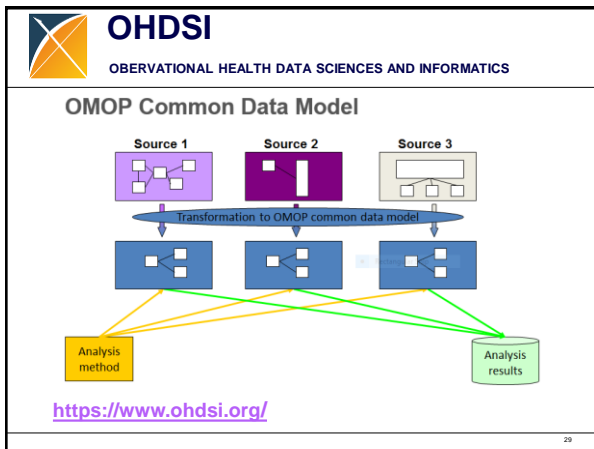 OHDSI
OBERVATIONAL HEALTH DATA SCIENCES AND INFORMATICS
OMOP Common Data Model
Source 1
Source 2
Source 3
Transformation to OMOP common data model
Analysis
method
Analysis
results
https://www.ohdsi.org/
29